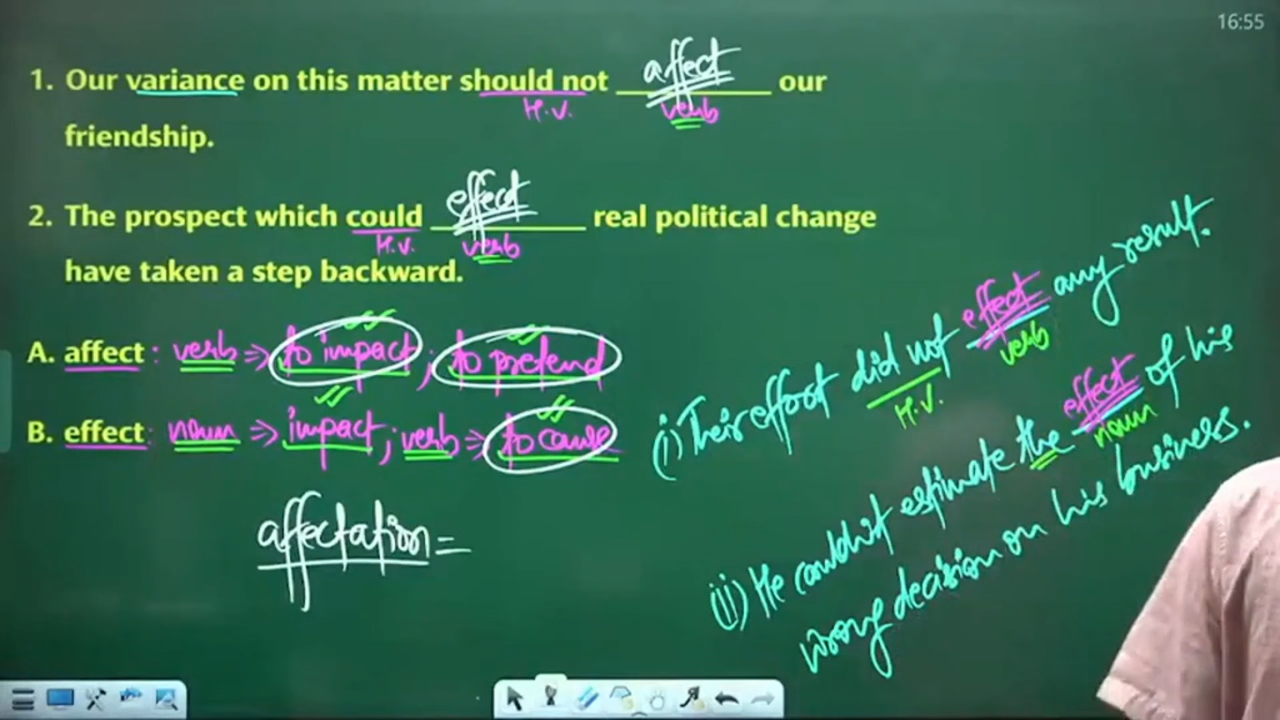 16:55
1. Our variance on this matter should not affect our
H.V. verb
friendship.
2. The prospect which could effect real political change
H.V. verb
have taken a step backward.
A. affect : verb ⇒ to impact ; to pretend
B. effect : noun ⇒ impact ; verb ⇒ to cause
affectation =
(i) Their effort did not effect any result.
H.V. verb
(ii) He couldn't estimate the effect of his
noun
wrong decision on his business.